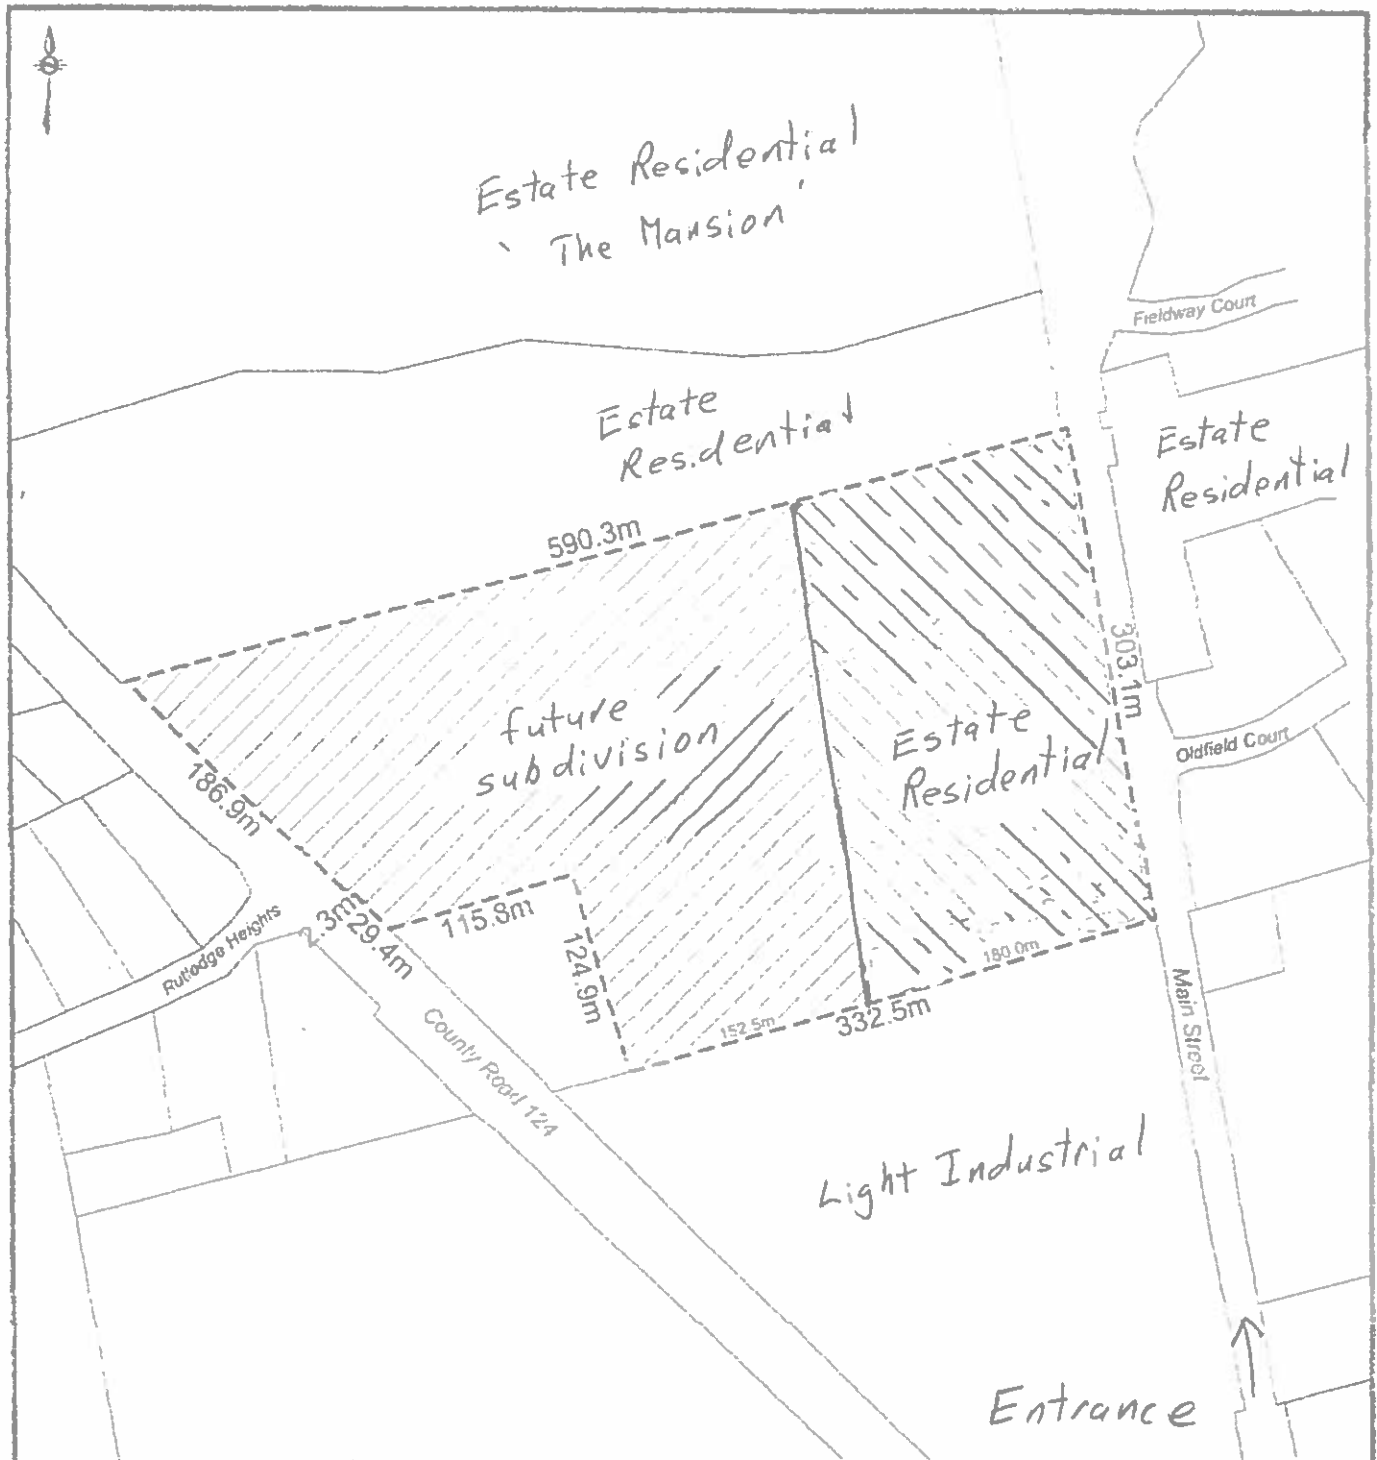 Estate Residential
' The Mansion '
Fieldway Court
Estate
Residential
Estate
Residential
590.3m
303.1m
future
subdivision
Estate
Residential
Oldfield Court
186.9m
115.8m
2.3m
29.4m
124.9m
Rutledge Heights
180.0m
152.5m
332.5m
Main Street
County Road 124
Light Industrial
Entrance